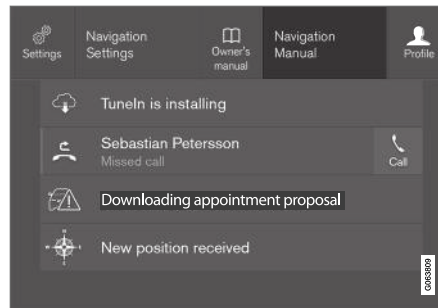 Settings
Navigation
Settings
Owner's
manual
Navigation
Manual
Profile
TuneIn is installing
Sebastian Petersson
Missed call
Call
Downloading appointment proposal
New position received
G063809